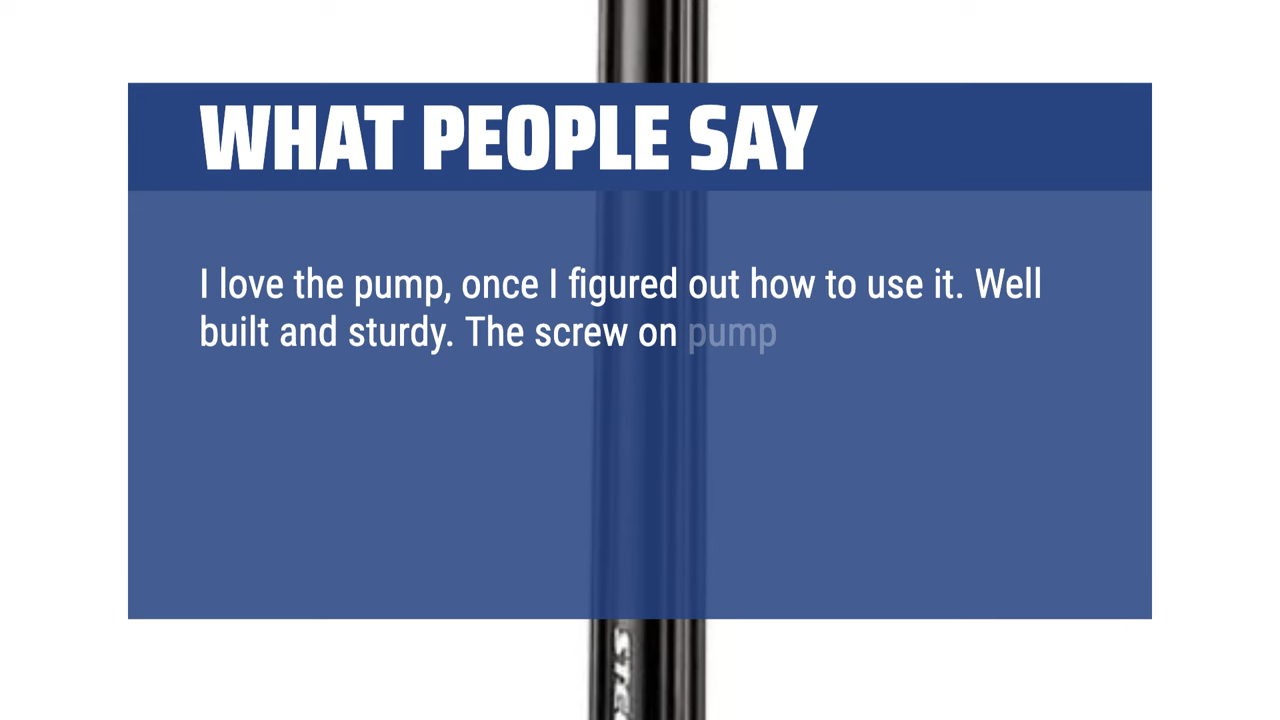 WHAT PEOPLE SAY
I love the pump, once I figured out how to use it. Well
built and sturdy. The screw on pump